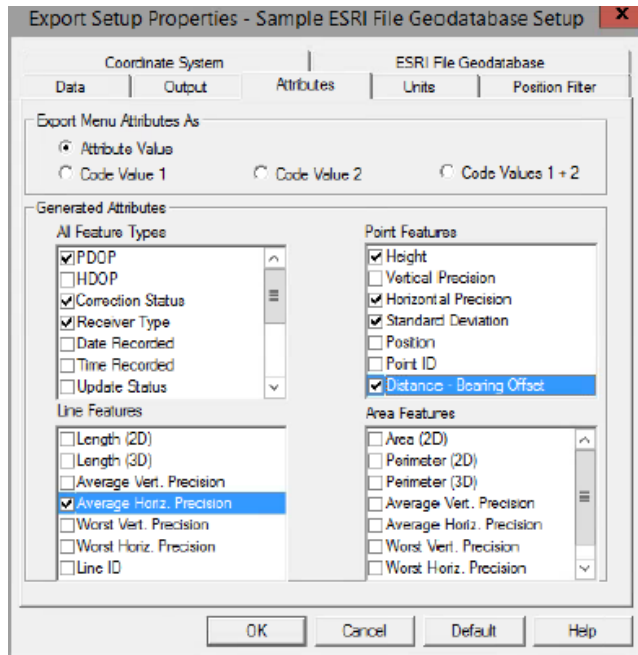 Export Setup Properties - Sample ESRI File Geodatabase Setup
x
Coordinate System
ESRI File Geodatabase
Data
Output
Attributes
Units
Position Filter
Export Menu Attributes As
Attribute Value
Code Value 1
Code Value 2
Code Values 1 + 2
Generated Attributes
All Feature Types
PDOP
HDOP
Correction Status
Receiver Type
Date Recorded
Time Recorded
Update Status
Point Features
Height
Vertical Precision
Horizontal Precision
Standard Deviation
Position
Point ID
Distance - Bearing Offset
Line Features
Length (2D)
Length (3D)
Average Vert. Precision
Average Horiz. Precision
Worst Vert. Precision
Worst Horiz. Precision
Line ID
Area Features
Area (2D)
Perimeter (2D)
Perimeter (3D)
Average Vert. Precision
Average Horiz. Precision
Worst Vert. Precision
Worst Horiz. Precision
OK
Cancel
Default
Help